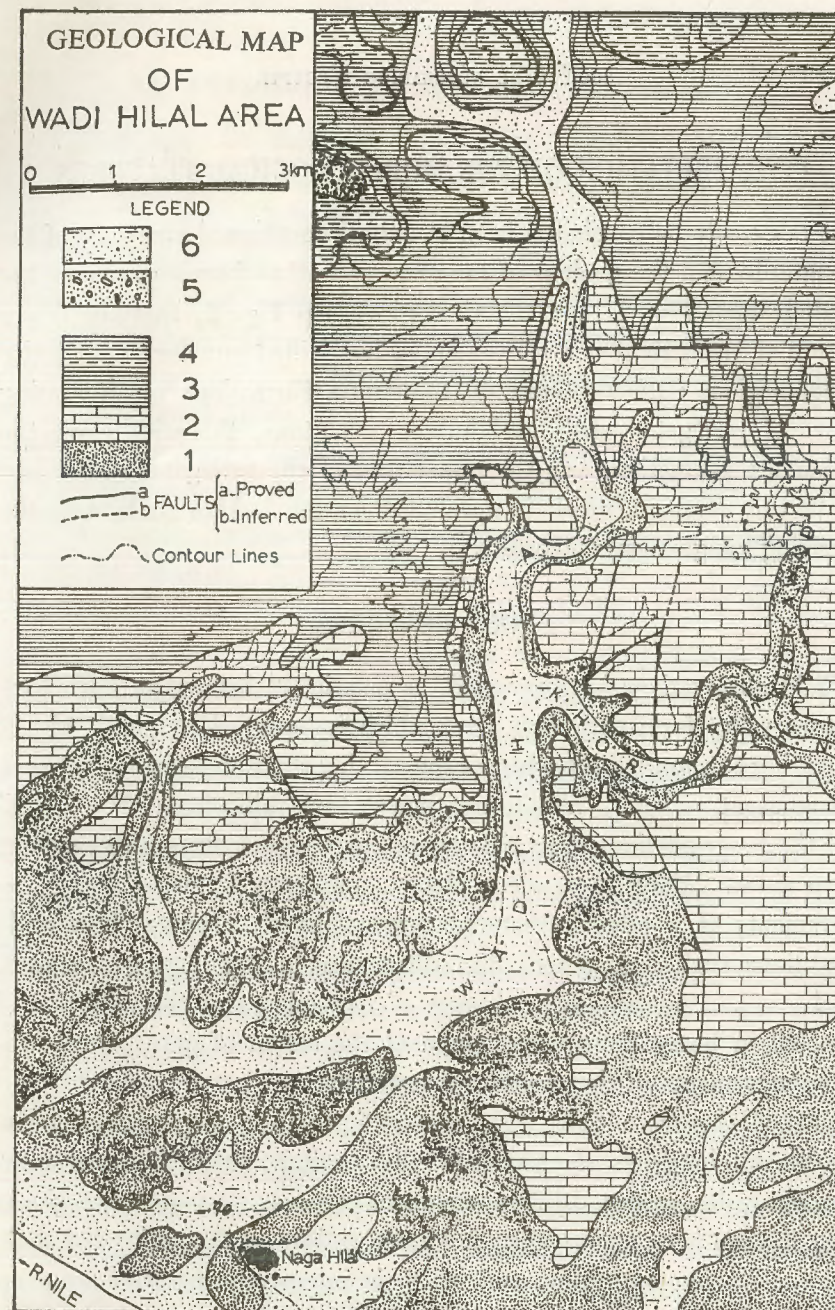 GEOLOGICAL MAP
OF
WADI HILAL AREA
0 1 2 3km
LEGEND
6
5
4
3
2
1
a
b FAULTS
a-Proved
b-Inferred
Contour Lines
WADI HILAL
KHOR
Naga Hilal
R.NILE